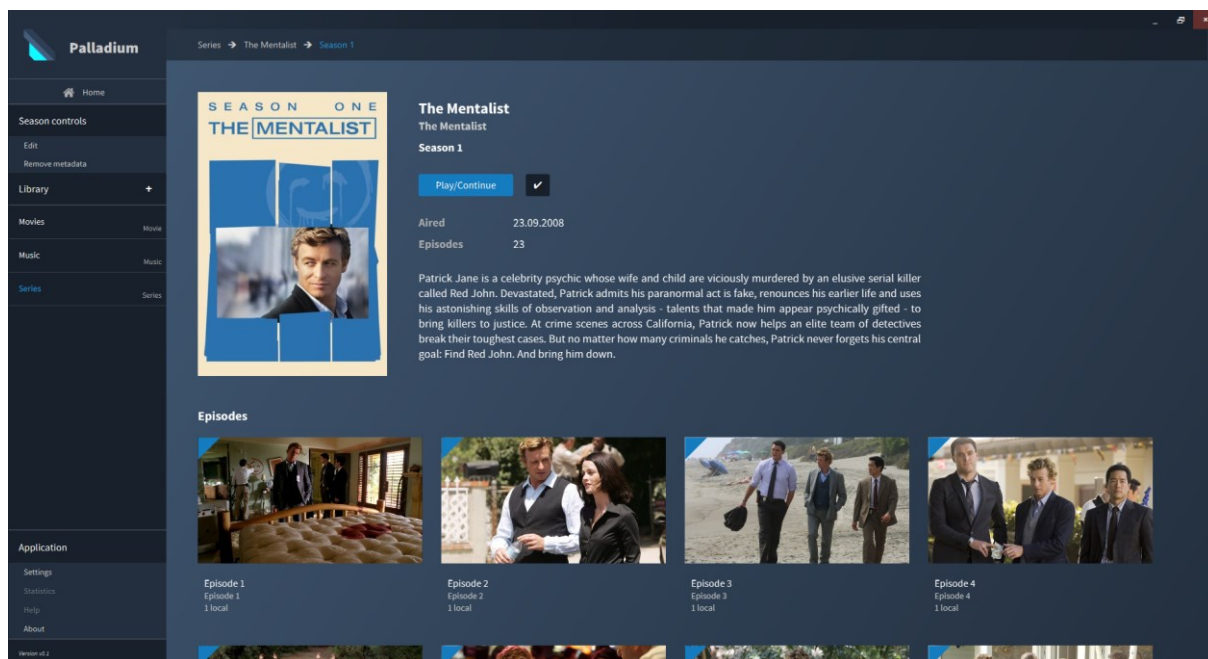 Palladium
Home
Season controls
Edit
Remove metadata
Library +
Movies
Movie
Music
Music
Series
Series
Application
Settings
Statistics
Help
About
Version v0.1
Series → The Mentalist → Season 1
SEASON ONE
THE MENTALIST
The Mentalist
The Mentalist
Season 1
Play/Continue ✔
Aired 23.09.2008
Episodes 23
Patrick Jane is a celebrity psychic whose wife and child are viciously murdered by an elusive serial killer
called Red John. Devastated, Patrick admits his paranormal act is fake, renounces his earlier life and uses
his astonishing skills of observation and analysis - talents that made him appear psychically gifted - to
bring killers to justice. At crime scenes across California, Patrick now helps an elite team of detectives
break their toughest cases. But no matter how many criminals he catches, Patrick never forgets his central
goal: Find Red John. And bring him down.
Episodes
Episode 1
Episode 1
1 local
Episode 2
Episode 2
1 local
Episode 3
Episode 3
1 local
Episode 4
Episode 4
1 local